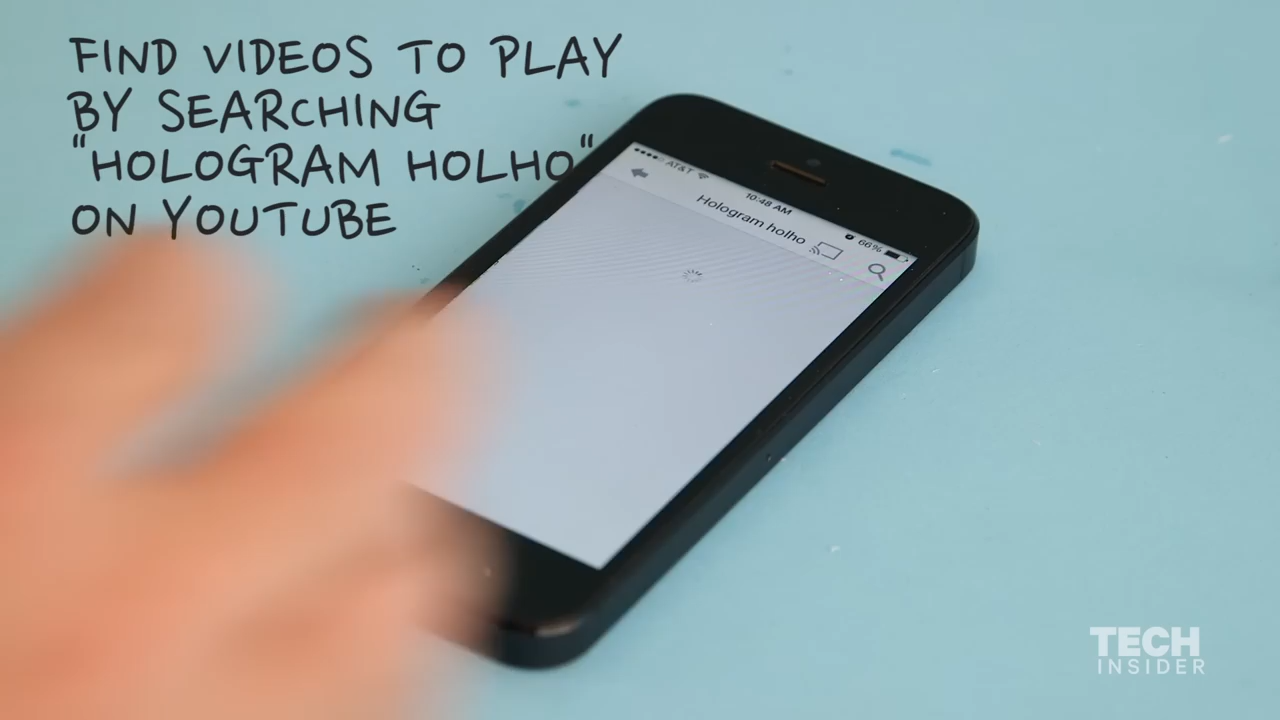 FIND VIDEOS TO PLAY
BY SEARCHING
"HOLOGRAM HOLHO"
ON YOUTUBE
AT&T
10:48 AM
66%
Hologram holho
TECH
INSIDER